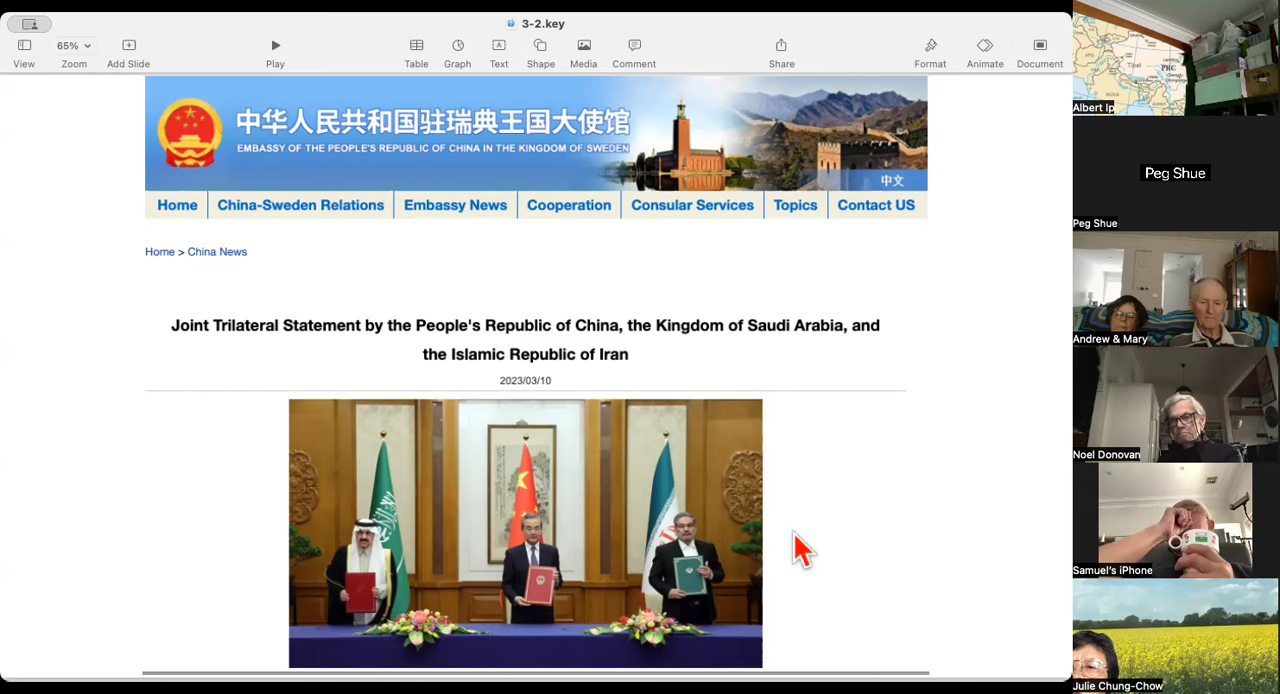 3-2.key
65%
View
Zoom
Add Slide
Play
Table
Graph
Text
Shape
Media
Comment
Share
Format
Animate
Document
中华人民共和国驻瑞典王国大使馆
EMBASSY OF THE PEOPLE'S REPUBLIC OF CHINA IN THE KINGDOM OF SWEDEN
中文
Home
China-Sweden Relations
Embassy News
Cooperation
Consular Services
Topics
Contact US
Home > China News
Joint Trilateral Statement by the People's Republic of China, the Kingdom of Saudi Arabia, and
the Islamic Republic of Iran
2023/03/10
PRC
Albert Ip
Peg Shue
Peg Shue
Andrew & Mary
Noel Donovan
Samuel's iPhone
Julie Chung-Chow